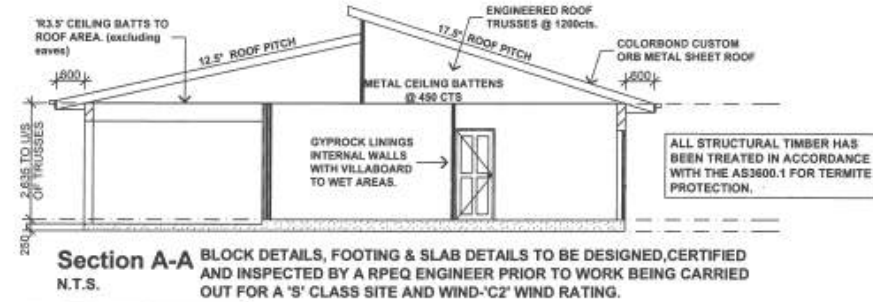 'R3.5' CEILING BATTS TO
ROOF AREA. (excluding
eaves)
12.5° ROOF PITCH
17.5° ROOF PITCH
ENGINEERED ROOF
TRUSSES @ 1200cts.
COLORBOND CUSTOM
ORB METAL SHEET ROOF
600
600
METAL CEILING BATTENS
@ 450 CTS
GYPROCK LININGS
INTERNAL WALLS
WITH VILLABOARD
TO WET AREAS.
ALL STRUCTURAL TIMBER HAS
BEEN TREATED IN ACCORDANCE
WITH THE AS3600.1 FOR TERMITE
PROTECTION.
2,635 TO U/S
OF TRUSSES
250
Section A-A
N.T.S.
BLOCK DETAILS, FOOTING & SLAB DETAILS TO BE DESIGNED,CERTIFIED
AND INSPECTED BY A RPEQ ENGINEER PRIOR TO WORK BEING CARRIED
OUT FOR A 'S' CLASS SITE AND WIND-'C2' WIND RATING.